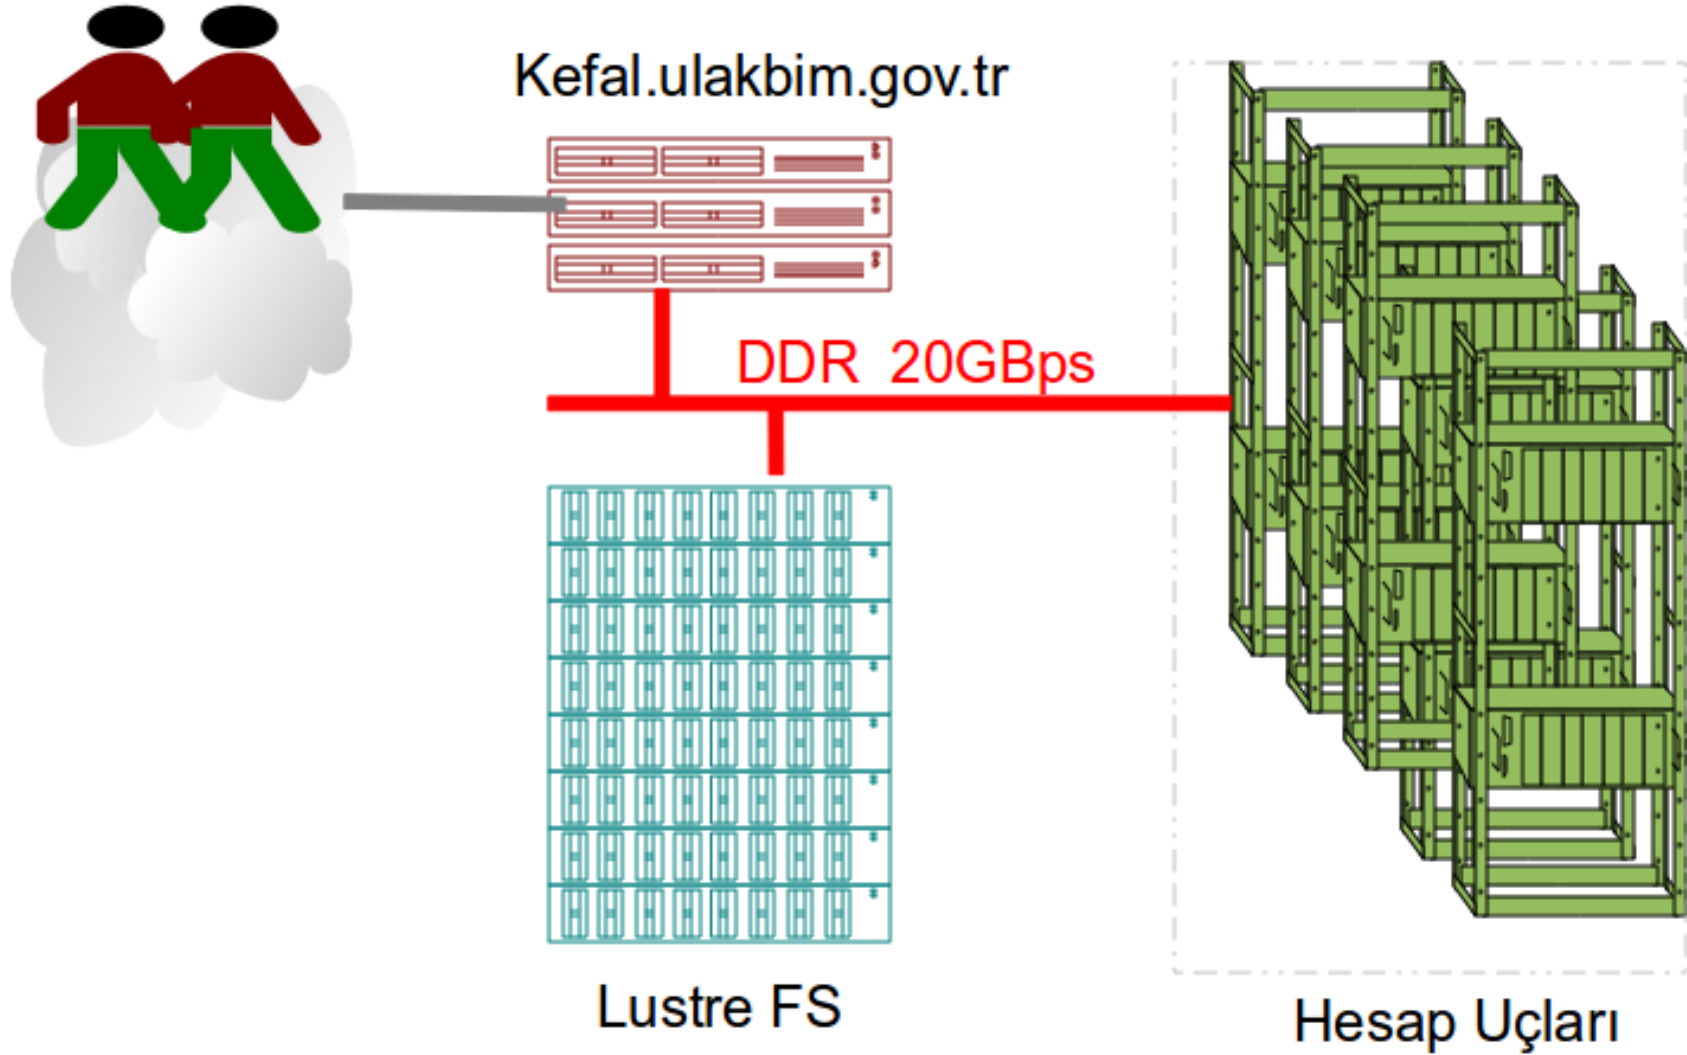 Kefal.ulakbim.gov.tr
DDR 20GBps
Lustre FS
Hesap Uçları